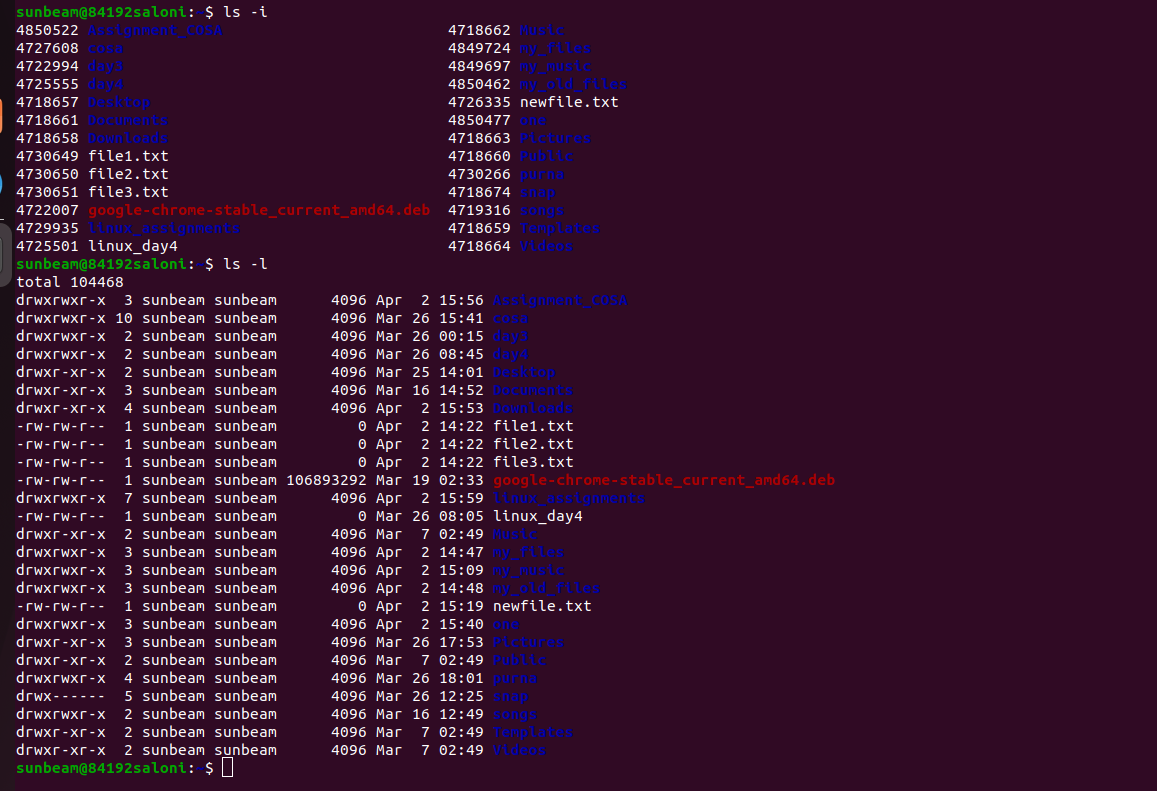 sunbeam@84192saloni:~$ ls -i
4850522 Assignment_COSA 4718662 Music
4727608 cosa 4849724 my_files
4722994 day3 4849697 my_music
4725555 day4 4850462 my_old_files
4718657 Desktop 4726335 newfile.txt
4718661 Documents 4850477 one
4718658 Downloads 4718663 Pictures
4730649 file1.txt 4718660 Public
4730650 file2.txt 4730266 purna
4730651 file3.txt 4718674 snap
4722007 google-chrome-stable_current_amd64.deb 4719316 songs
4729935 linux_assignments 4718659 Templates
4725501 linux_day4 4718664 Videos
sunbeam@84192saloni:~$ ls -l
total 104468
drwxrwxr-x 3 sunbeam sunbeam 4096 Apr 2 15:56 Assignment_COSA
drwxrwxr-x 10 sunbeam sunbeam 4096 Mar 26 15:41 cosa
drwxrwxr-x 2 sunbeam sunbeam 4096 Mar 26 00:15 day3
drwxrwxr-x 2 sunbeam sunbeam 4096 Mar 26 08:45 day4
drwxr-xr-x 2 sunbeam sunbeam 4096 Mar 25 14:01 Desktop
drwxr-xr-x 3 sunbeam sunbeam 4096 Mar 16 14:52 Documents
drwxr-xr-x 4 sunbeam sunbeam 4096 Apr 2 15:53 Downloads
-rw-rw-r-- 1 sunbeam sunbeam 0 Apr 2 14:22 file1.txt
-rw-rw-r-- 1 sunbeam sunbeam 0 Apr 2 14:22 file2.txt
-rw-rw-r-- 1 sunbeam sunbeam 0 Apr 2 14:22 file3.txt
-rw-rw-r-- 1 sunbeam sunbeam 106893292 Mar 19 02:33 google-chrome-stable_current_amd64.deb
drwxrwxr-x 7 sunbeam sunbeam 4096 Apr 2 15:59 linux_assignments
-rw-rw-r-- 1 sunbeam sunbeam 0 Mar 26 08:05 linux_day4
drwxr-xr-x 2 sunbeam sunbeam 4096 Mar 7 02:49 Music
drwxrwxr-x 3 sunbeam sunbeam 4096 Apr 2 14:47 my_files
drwxrwxr-x 3 sunbeam sunbeam 4096 Apr 2 15:09 my_music
drwxrwxr-x 3 sunbeam sunbeam 4096 Apr 2 14:48 my_old_files
-rw-rw-r-- 1 sunbeam sunbeam 0 Apr 2 15:19 newfile.txt
drwxrwxr-x 3 sunbeam sunbeam 4096 Apr 2 15:40 one
drwxr-xr-x 3 sunbeam sunbeam 4096 Mar 26 17:53 Pictures
drwxr-xr-x 2 sunbeam sunbeam 4096 Mar 7 02:49 Public
drwxrwxr-x 4 sunbeam sunbeam 4096 Mar 26 18:01 purna
drwx------ 5 sunbeam sunbeam 4096 Mar 26 12:25 snap
drwxrwxr-x 2 sunbeam sunbeam 4096 Mar 16 12:49 songs
drwxr-xr-x 2 sunbeam sunbeam 4096 Mar 7 02:49 Templates
drwxr-xr-x 2 sunbeam sunbeam 4096 Mar 7 02:49 Videos
sunbeam@84192saloni:~$